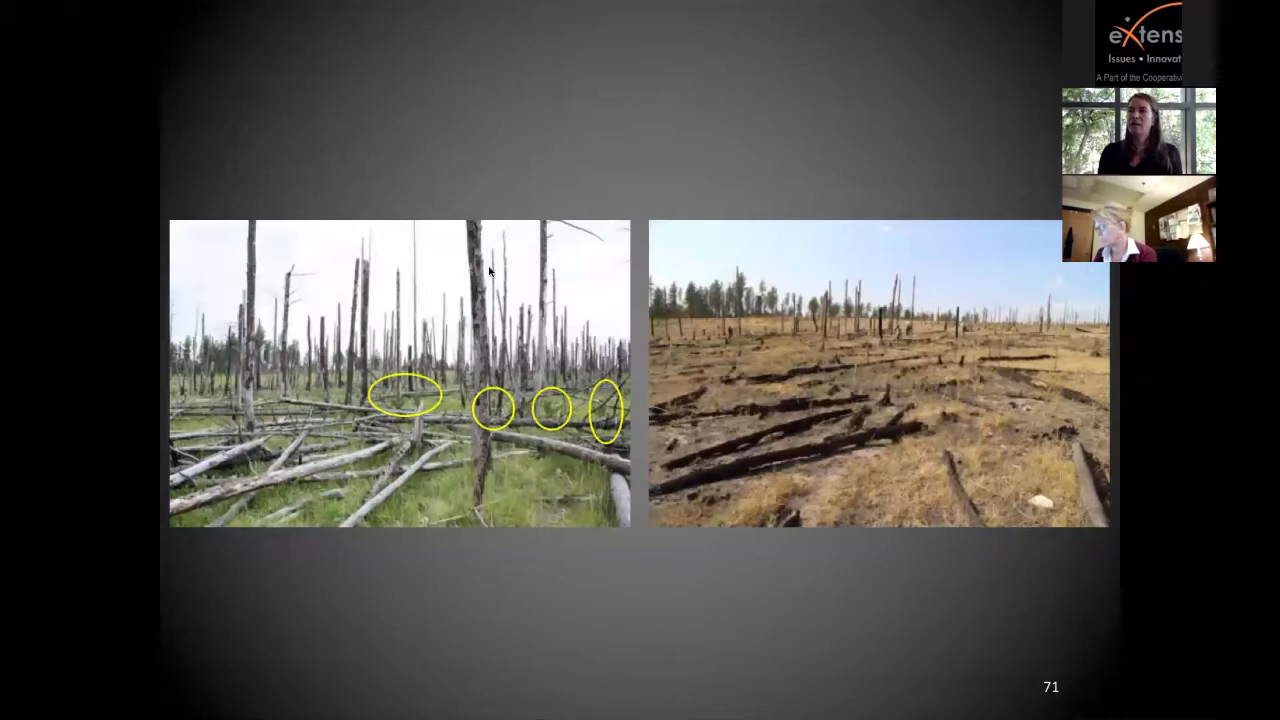 eXtens
Issues • Innovat
A Part of the Cooperativ
71